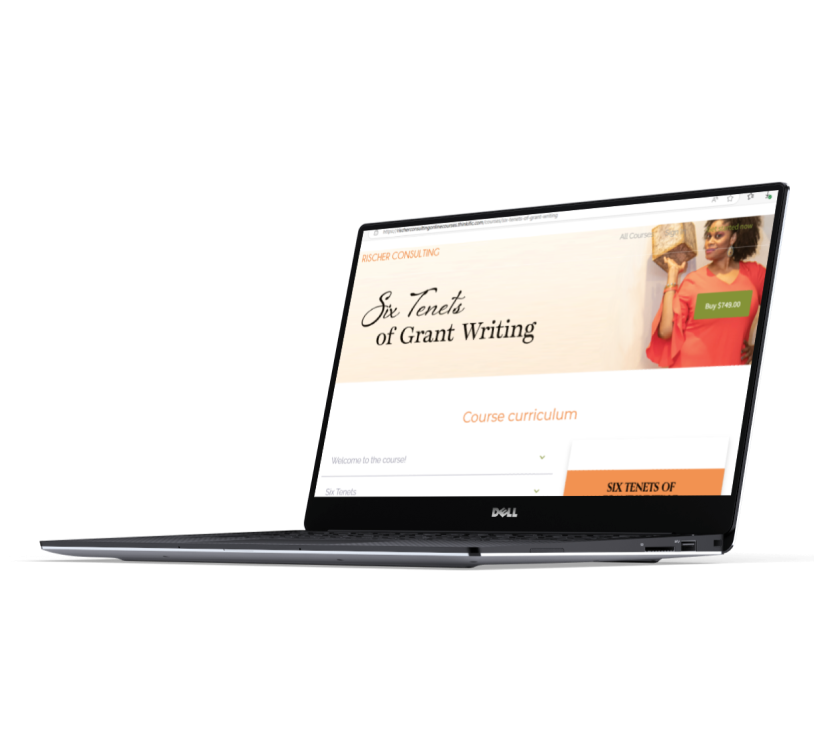 https://rischerconsultingonlinecourses.thinkific.com/courses/six-tenets-of-grant-writing
RISCHER CONSULTING
All Courses
Six Tenets
of Grant Writing
Buy $749.00
Course curriculum
Welcome to the course!
Six Tenets
SIX TENETS OF
DELL